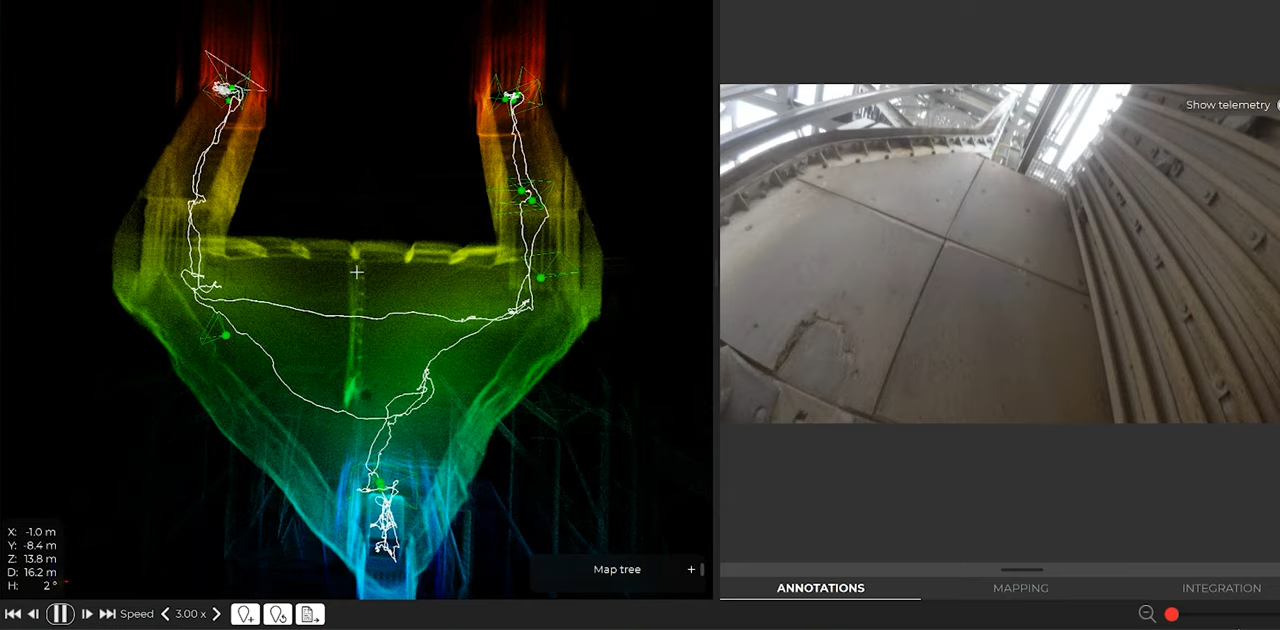 Show telemetry
X: -1.0 m
Y: -8.4 m
Z: 13.8 m
D: 16.2 m
H: 2 °
Map tree +
ANNOTATIONS MAPPING INTEGRATION
Speed 3.00 x